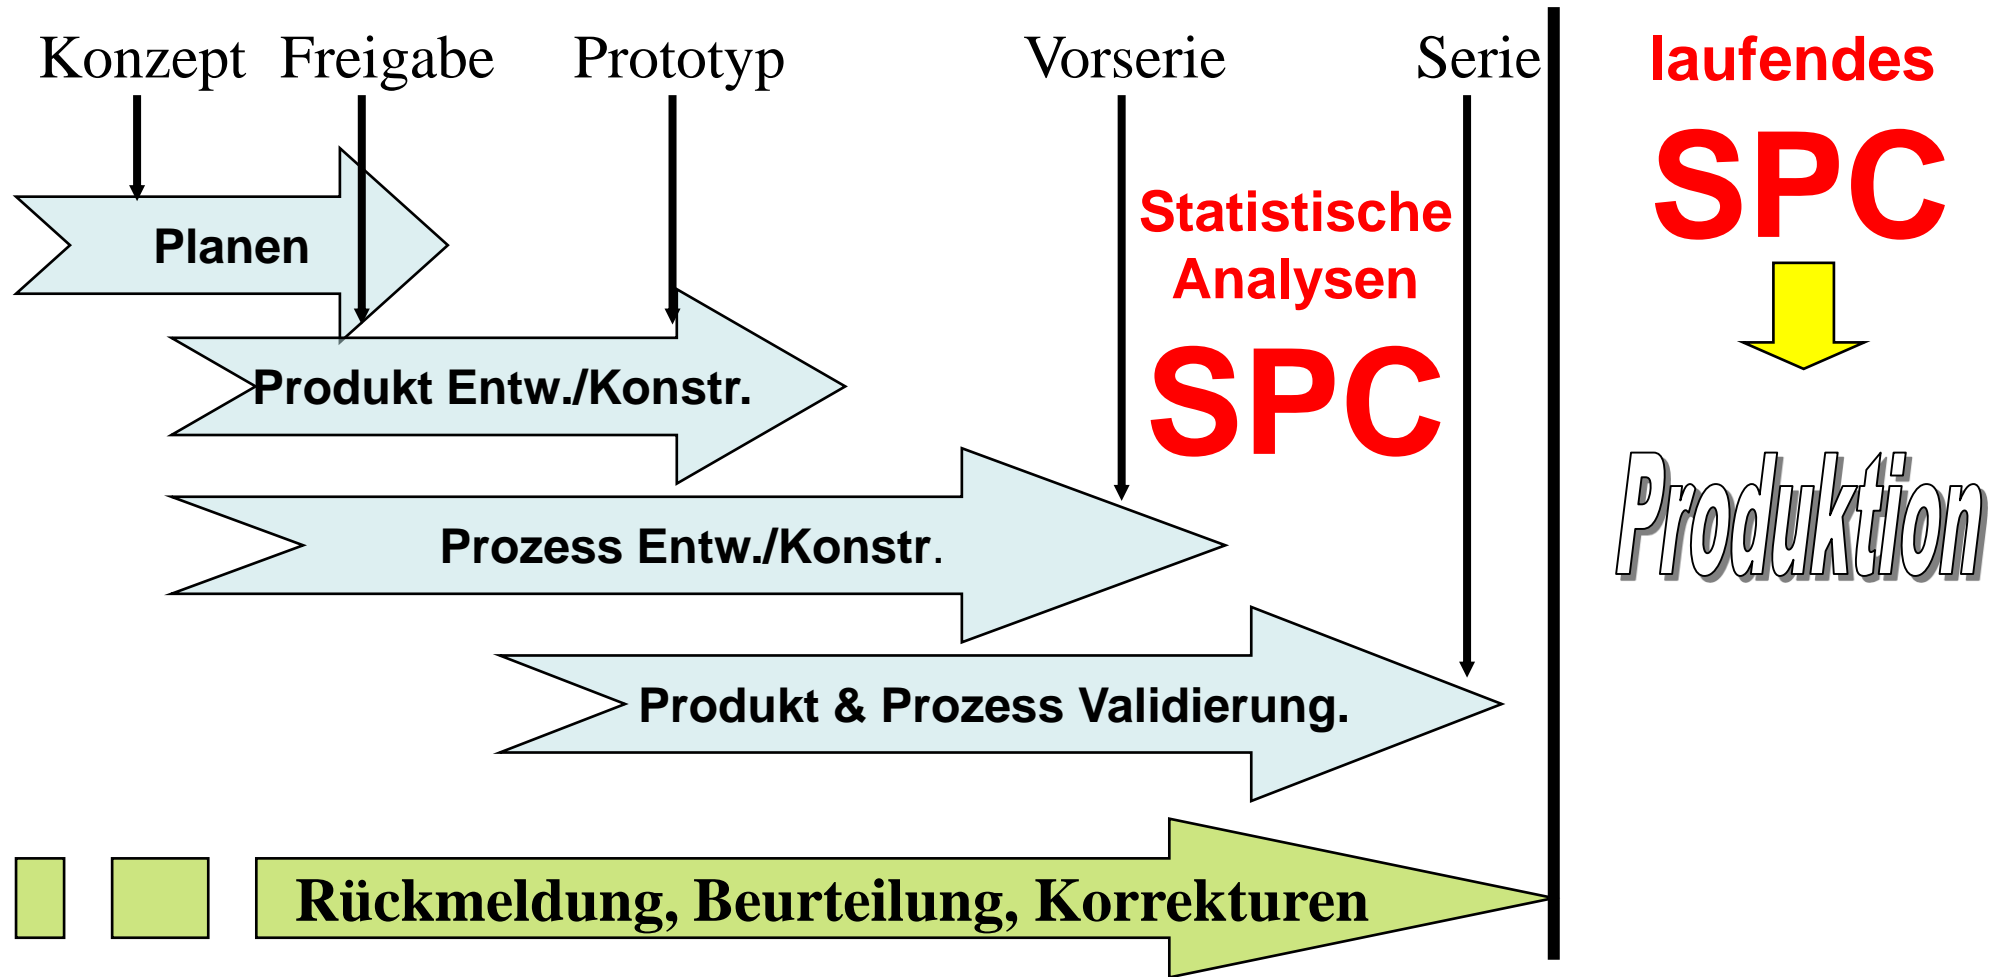 Konzept Freigabe Prototyp Vorserie Serie
laufendes
SPC
Statistische
Analysen
SPC
Planen
Produkt Entw./Konstr.
Prozess Entw./Konstr.
Produktion
Produkt & Prozess Validierung.
Rückmeldung, Beurteilung, Korrekturen